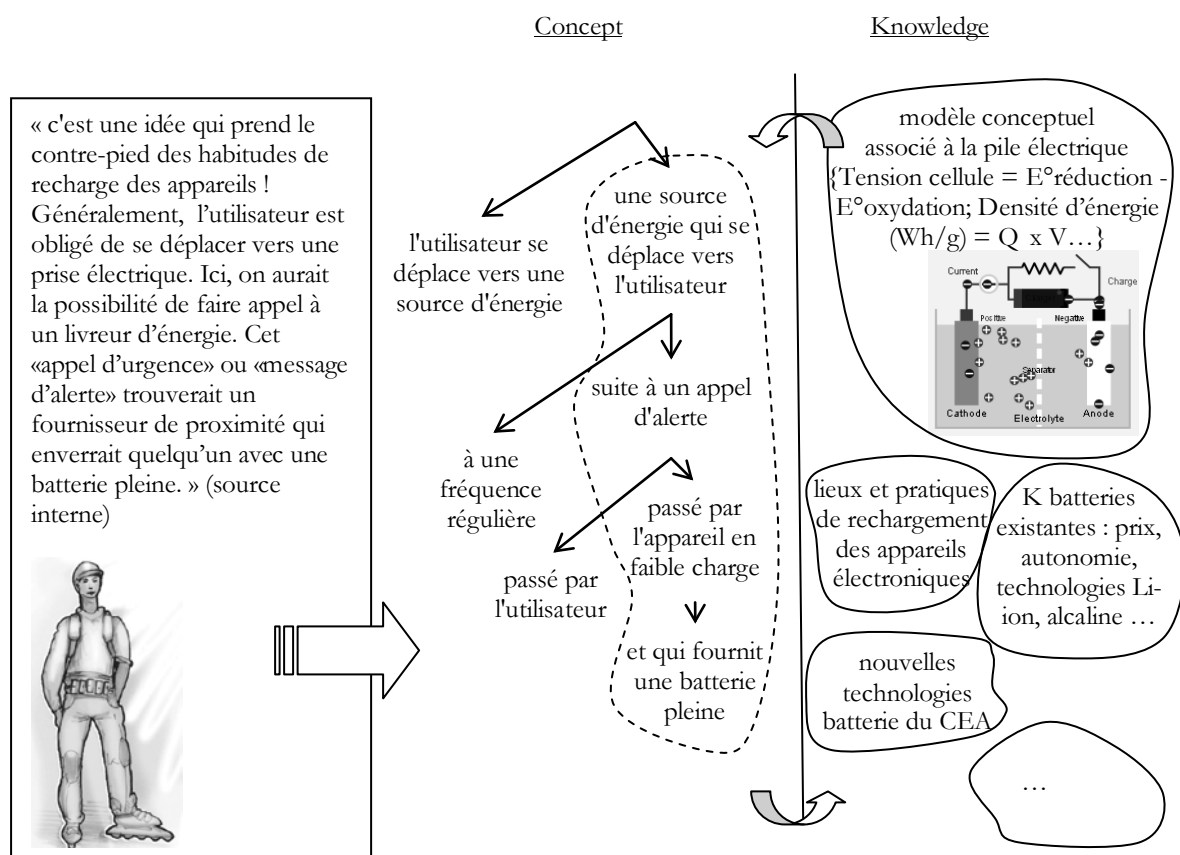 Concept
Knowledge
« c'est une idée qui prend le
contre-pied des habitudes de
recharge des appareils !
Généralement, l'utilisateur est
obligé de se déplacer vers une
prise électrique. Ici, on aurait
la possibilité de faire appel à
un livreur d'énergie. Cet
«appel d'urgence» ou «message
d'alerte» trouverait un
fournisseur de proximité qui
enverrait quelqu'un avec une
batterie pleine. » (source
interne)
une source
d'énergie qui se
déplace vers
l'utilisateur
l'utilisateur se
déplace vers une
source d'énergie
suite à un appel
d'alerte
à une
fréquence
régulière
passé par
l'appareil en
faible charge
passé par
l'utilisateur
et qui fournit
une batterie
pleine
modèle conceptuel
associé à la pile électrique
{Tension cellule = E°réduction -
E°oxydation; Densité d'énergie
(Wh/g) = Q x V…}
Current
Charge
Positive
Negative
Separator
Cathode
Electrolyte
Anode
lieux et pratiques
de rechargement
des appareils
électroniques
K batteries
existantes : prix,
autonomie,
technologies Li-
ion, alcaline …
nouvelles
technologies
batterie du CEA
…